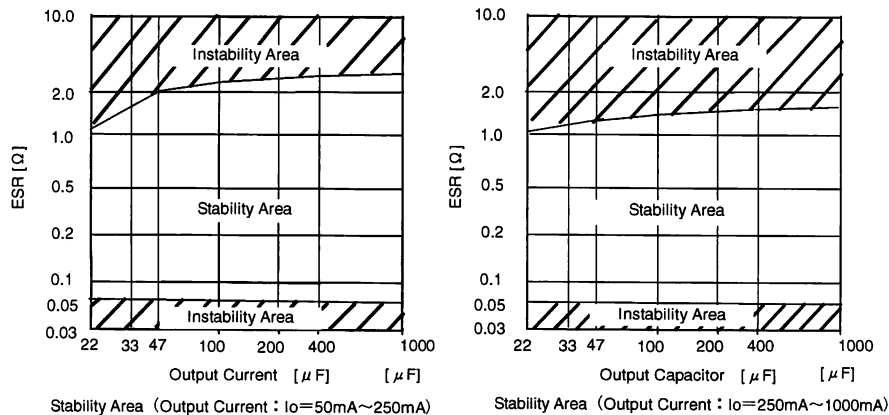 10.0
Instability Area
2.0
1.0
ESR [Ω]
0.5
Stability Area
0.2
0.1
0.05
Instability Area
0.03
22 33 47 100 200 400 1000
Output Current [μF] [μF]
Stability Area (Output Current : Io=50mA~250mA)
10.0
Instability Area
2.0
1.0
ESR [Ω]
0.5
Stability Area
0.2
0.1
0.05
Instability Area
0.03
22 33 47 100 200 400 1000
Output Capacitor [μF] [μF]
Stability Area (Output Current : Io=250mA~1000mA)